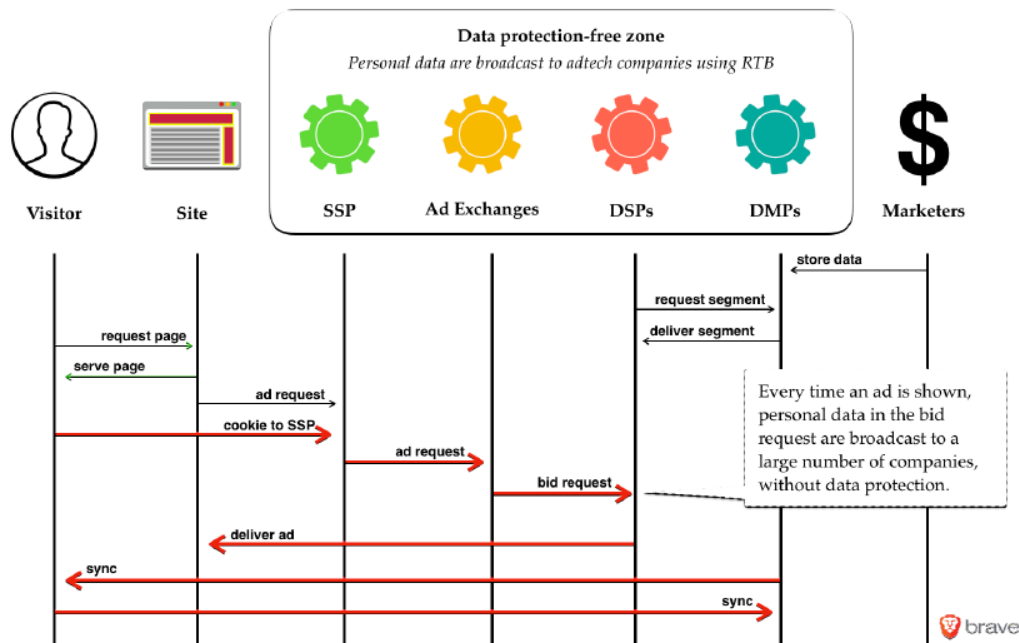 Data protection-free zone
Personal data are broadcast to adtech companies using RTB
$
Visitor
Site
SSP
Ad Exchanges
DSPs
DMPs
Marketers
store data
request segment
deliver segment
request page
serve page
ad request
cookie to SSP
ad request
bid request
Every time an ad is shown,
personal data in the bid
request are broadcast to a
large number of companies,
without data protection.
deliver ad
sync
sync
brave